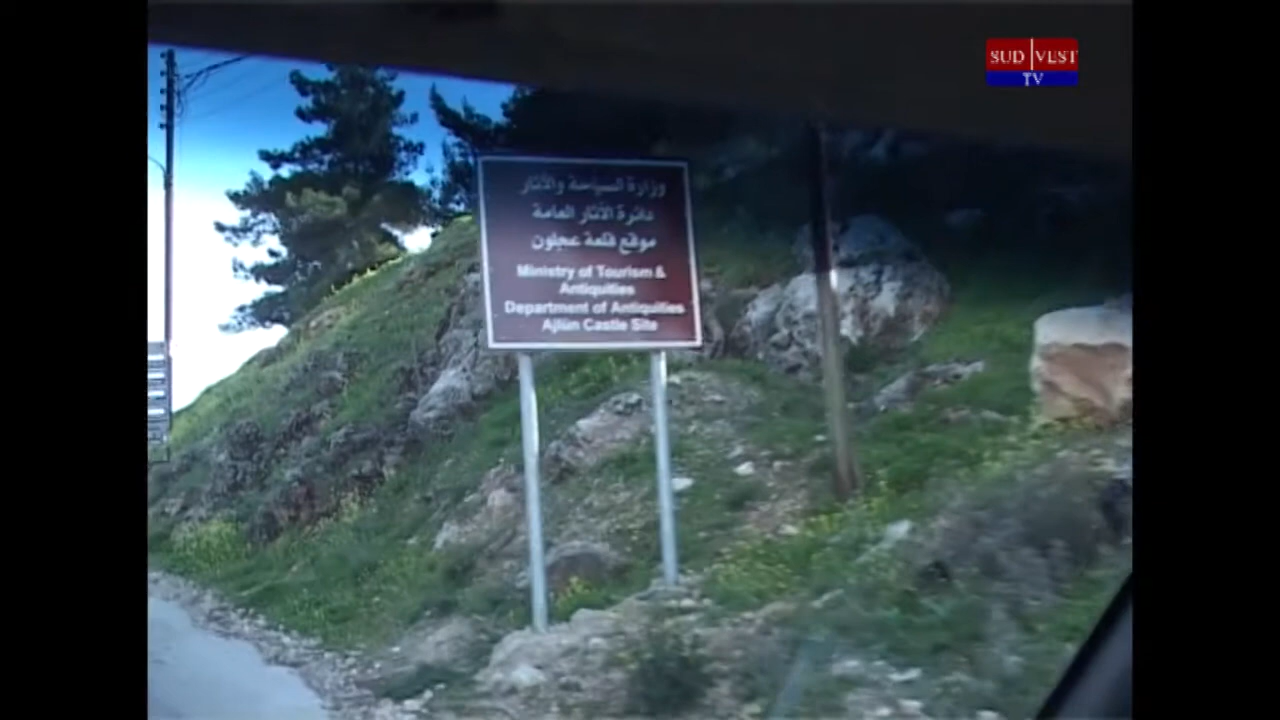 SUD VEST
TV
وزارة السياحة والآثار
دائرة الآثار العامة
موقع قلعة عجلون
Ministry of Tourism &
Antiquities
Department of Antiquities
Ajlun Castle Site